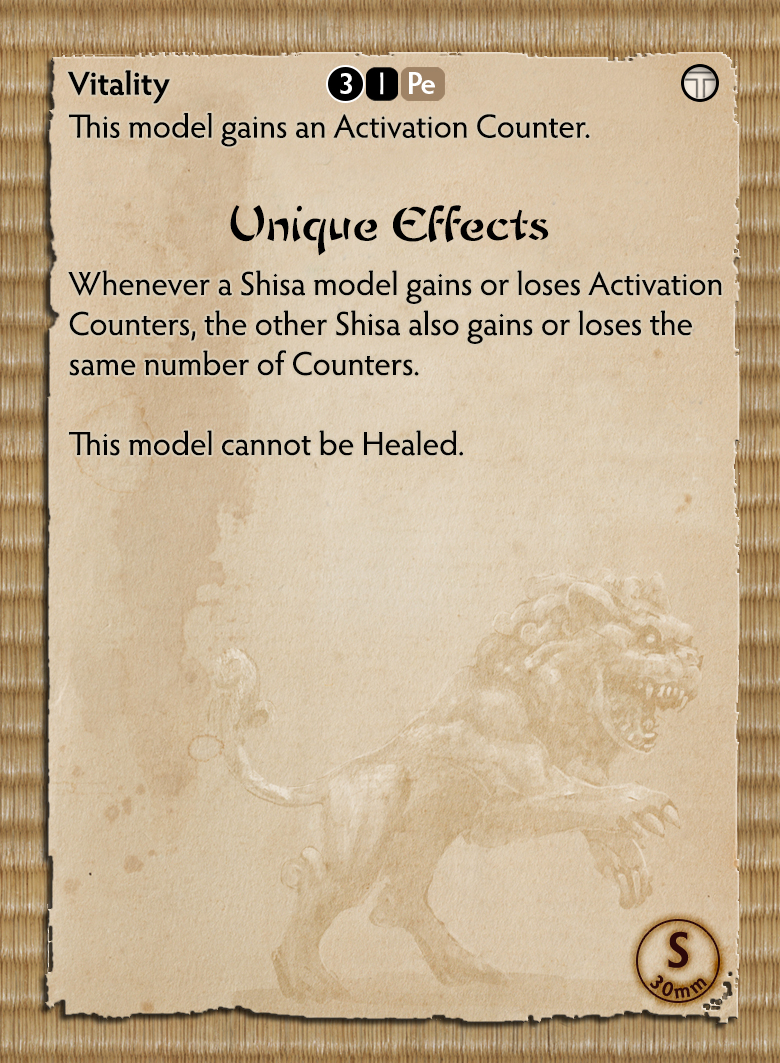 Vitality 3 I Pe
This model gains an Activation Counter.
Unique Effects
Whenever a Shisa model gains or loses Activation
Counters, the other Shisa also gains or loses the
same number of Counters.
This model cannot be Healed.
S
30mm